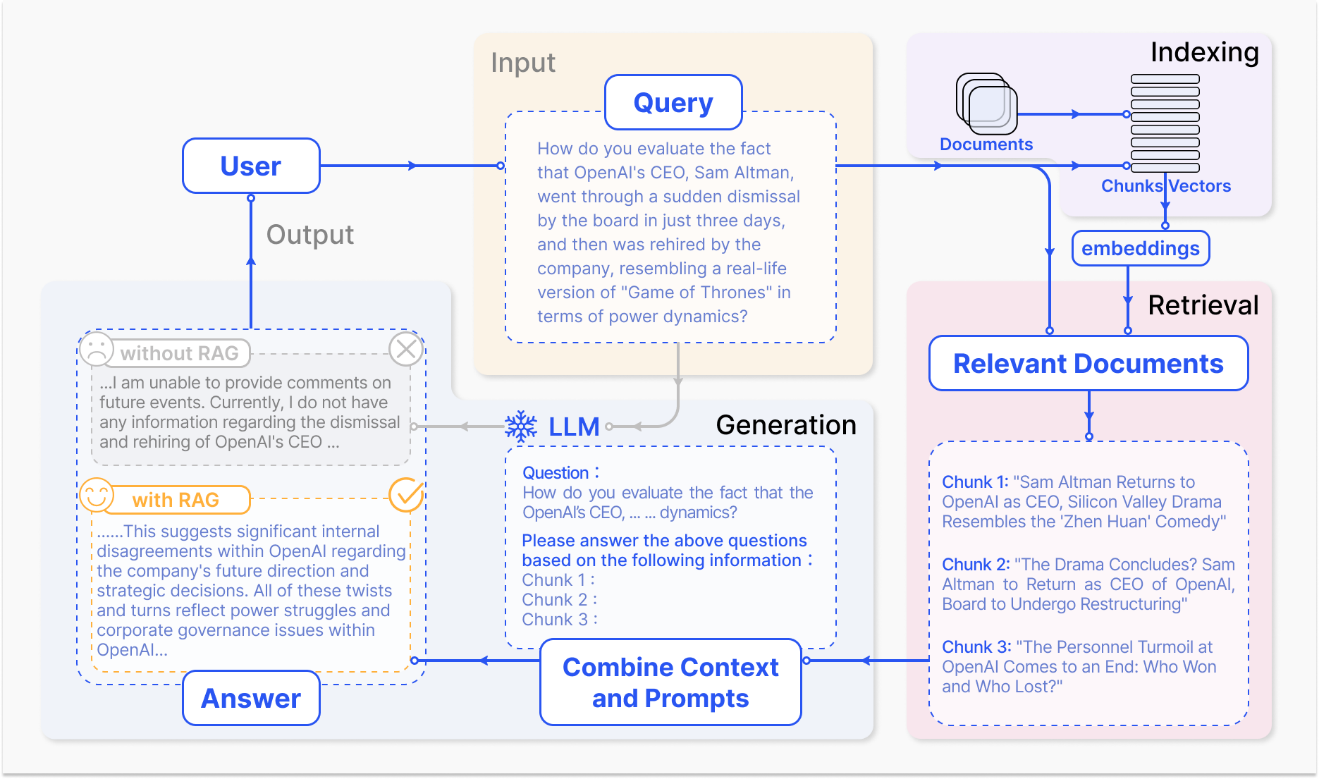 Input
Query
How do you evaluate the fact
that OpenAI's CEO, Sam Altman,
went through a sudden dismissal
by the board in just three days,
and then was rehired by the
company, resembling a real-life
version of "Game of Thrones" in
terms of power dynamics?
Indexing
Documents
Chunks Vectors
embeddings
User
Output
Retrieval
Relevant Documents
Chunk 1: "Sam Altman Returns to
OpenAI as CEO, Silicon Valley Drama
Resembles the 'Zhen Huan' Comedy"
Chunk 2: "The Drama Concludes? Sam
Altman to Return as CEO of OpenAI,
Board to Undergo Restructuring"
Chunk 3: "The Personnel Turmoil at
OpenAI Comes to an End: Who Won
and Who Lost?"
LLM
Generation
Question：
How do you evaluate the fact that the
OpenAI's CEO, ... ... dynamics?
Please answer the above questions
based on the following information：
Chunk 1 :
Chunk 2 :
Chunk 3 :
Combine Context
and Prompts
without RAG
...I am unable to provide comments on
future events. Currently, I do not have
any information regarding the dismissal
and rehiring of OpenAI's CEO ...
with RAG
......This suggests significant internal
disagreements within OpenAI regarding
the company's future direction and
strategic decisions. All of these twists
and turns reflect power struggles and
corporate governance issues within
OpenAI...
Answer